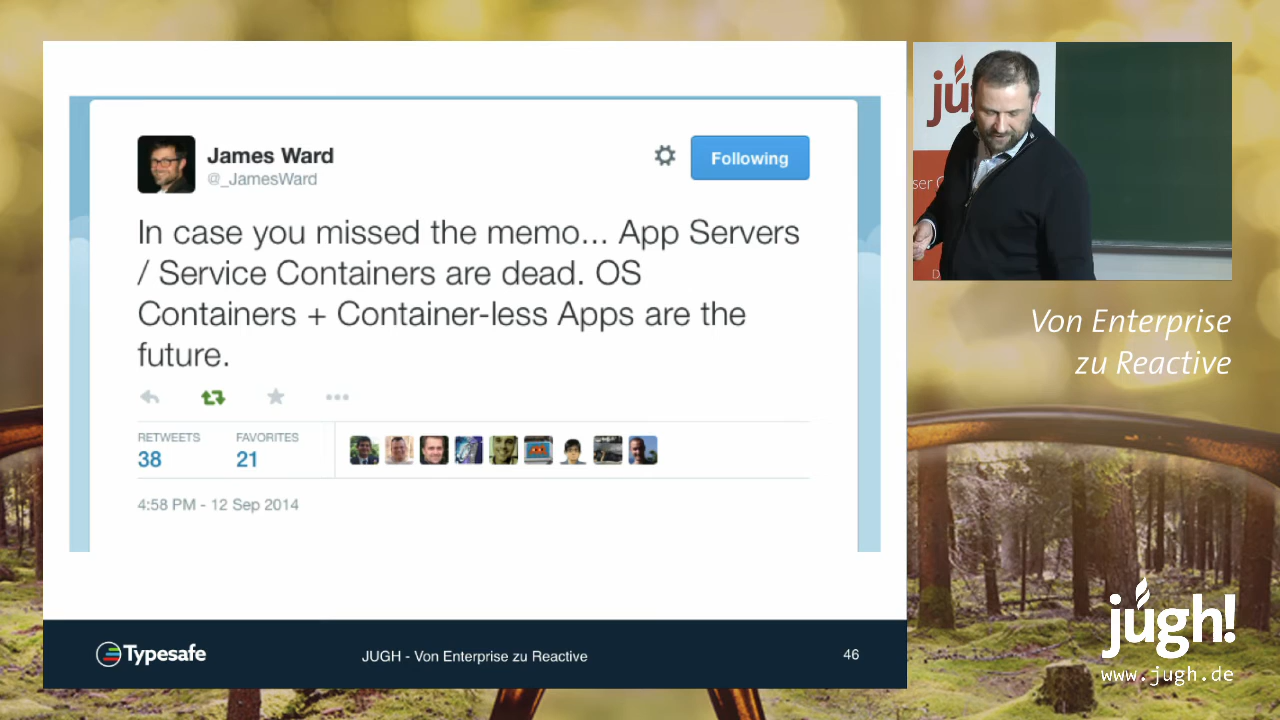 James Ward
@_JamesWard
Following
In case you missed the memo... App Servers
/ Service Containers are dead. OS
Containers + Container-less Apps are the
future.
RETWEETS
FAVORITES
38
21
4:58 PM - 12 Sep 2014
Typesafe
JUGH - Von Enterprise zu Reactive
46
Von Enterprise
zu Reactive
jugh!
www.jugh.de